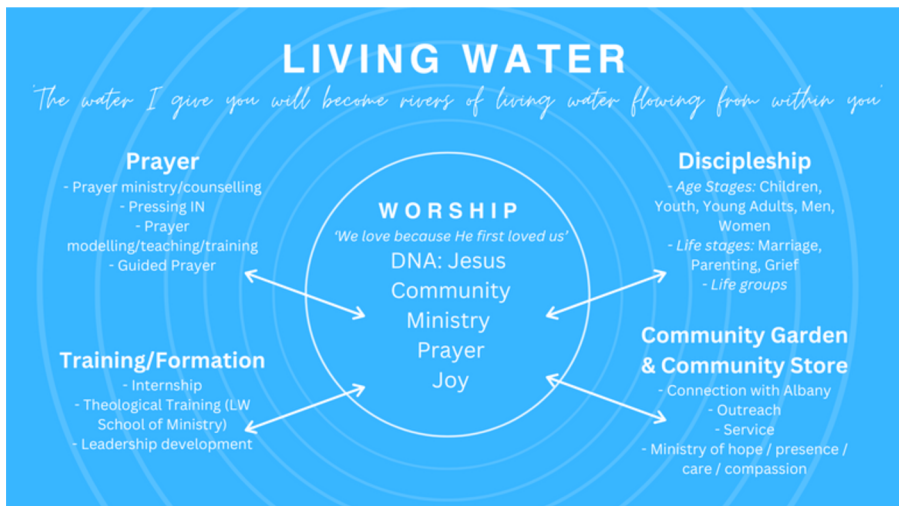 LIVING WATER
'The water I give you will become rivers of living water flowing from within you'
Prayer
- Prayer ministry/counselling
- Pressing IN
- Prayer
modelling/teaching/training
- Guided Prayer
Training/Formation
- Internship
- Theological Training (LW
School of Ministry)
- Leadership development
WORSHIP
'We love because He first loved us'
DNA: Jesus
Community
Ministry
Prayer
Joy
Discipleship
- Age Stages: Children,
Youth, Young Adults, Men,
Women
- Life stages: Marriage,
Parenting, Grief
- Life groups
Community Garden
& Community Store
- Connection with Albany
- Outreach
- Service
- Ministry of hope / presence /
care / compassion